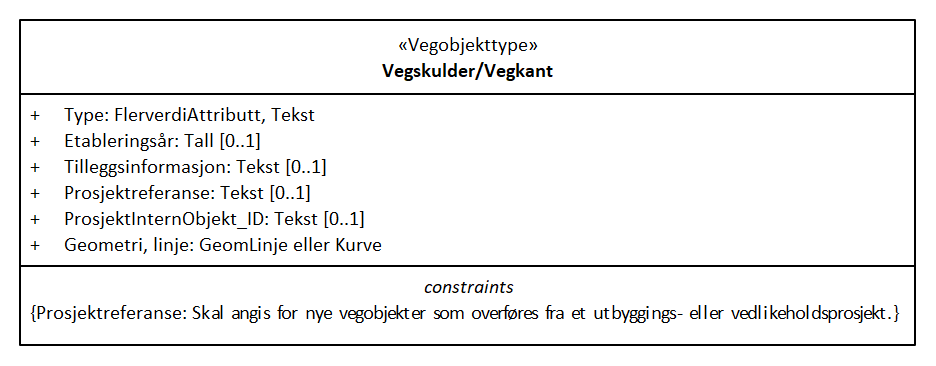 «Vegobjekttype»
Vegskulder/Vegkant
+ Type: FlerverdiAttributt, Tekst
+ Etableringsår: Tall [0..1]
+ Tilleggsinformasjon: Tekst [0..1]
+ Prosjektreferanse: Tekst [0..1]
+ ProsjektInternObjekt_ID: Tekst [0..1]
+ Geometri, linje: GeomLinje eller Kurve
constraints
{Prosjektreferanse: Skal angis for nye vegobjekter som overføres fra et utbyggings- eller vedlikeholdsprosjekt.}